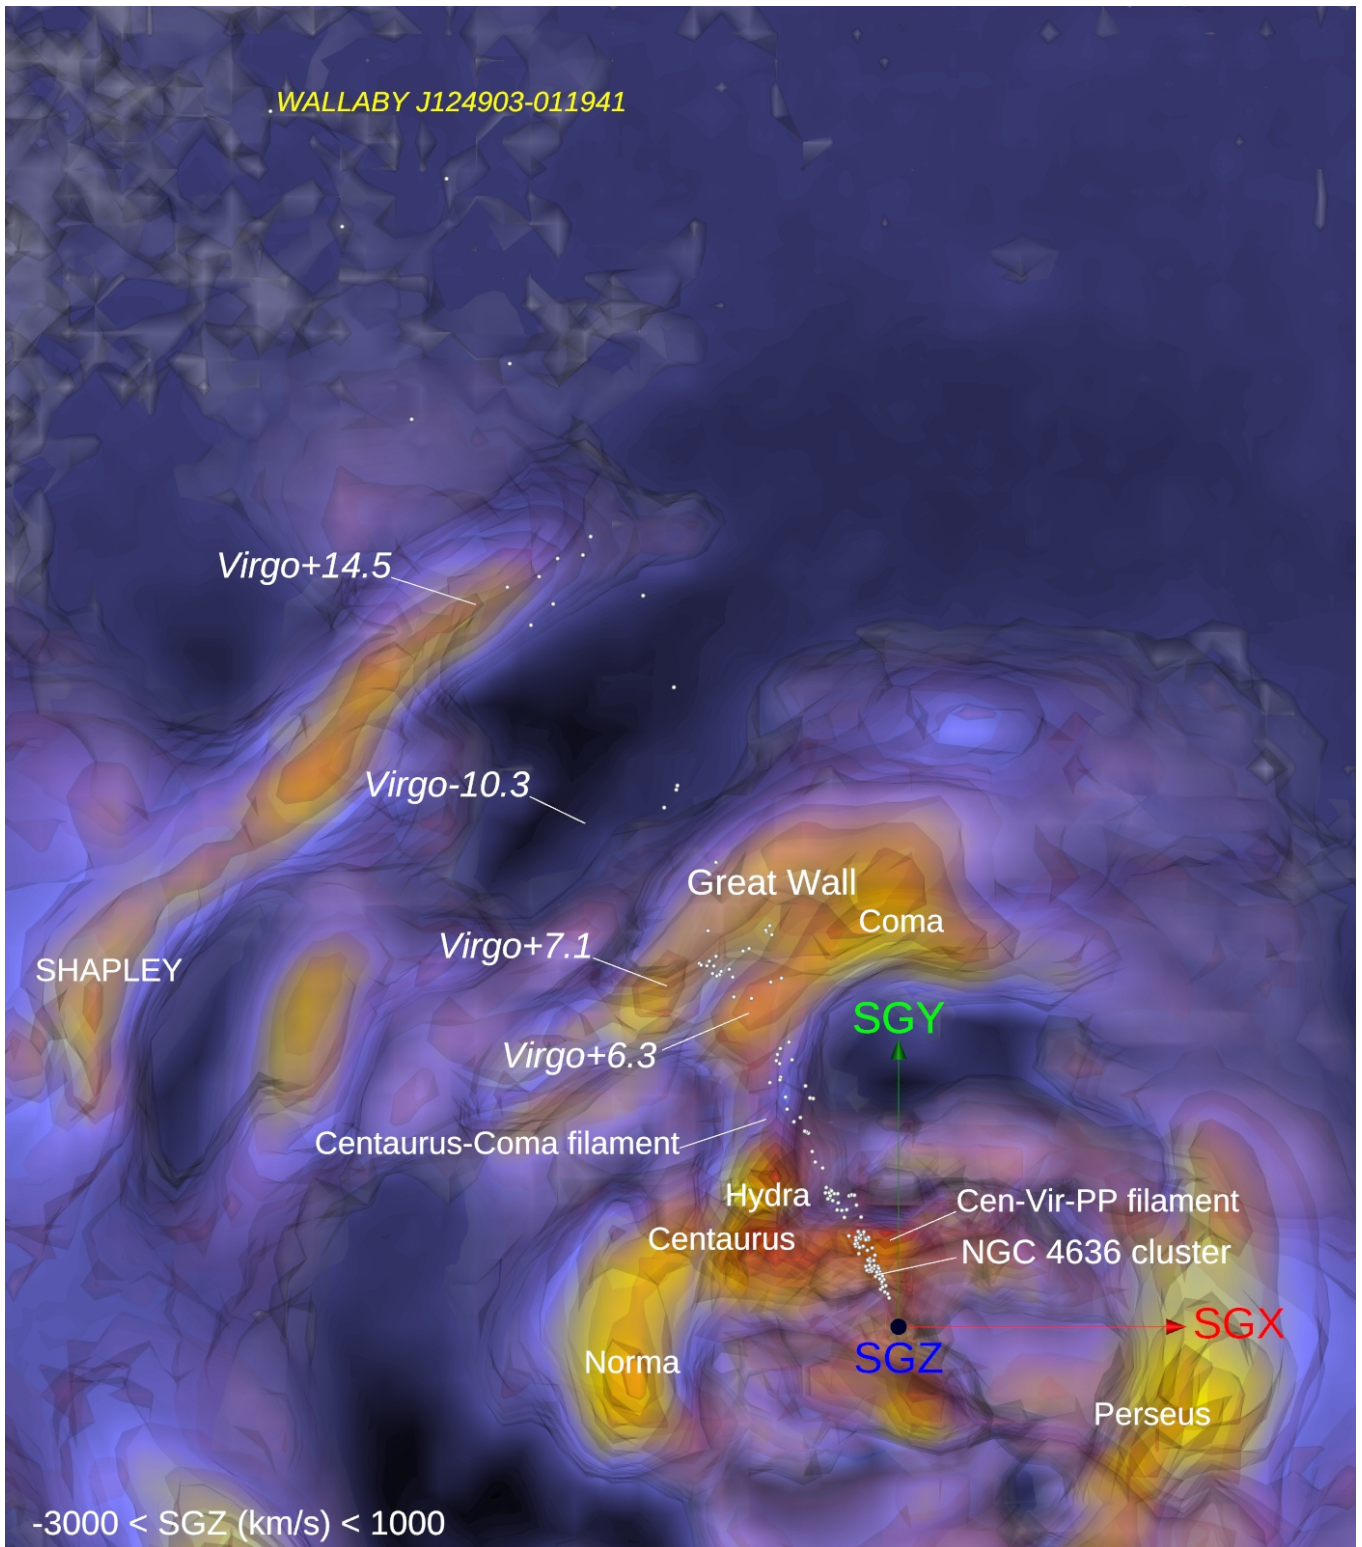 WALLABY J124903-011941
Virgo+14.5
Virgo-10.3
Great Wall
Coma
Virgo+7.1
SHAPLEY
SGY
Virgo+6.3
Centaurus-Coma filament
Hydra
Cen-Vir-PP filament
Centaurus
NGC 4636 cluster
SGX
SGZ
Norma
Perseus
-3000 < SGZ (km/s) < 1000